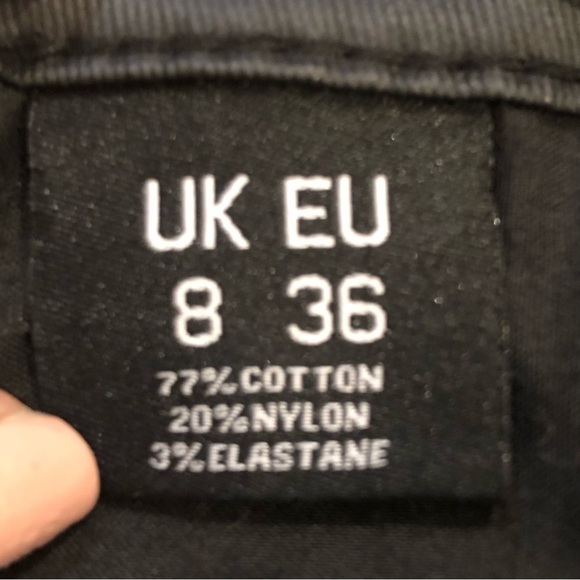 UK EU
8 36
77%COTTON
20%NYLON
3%ELASTANE